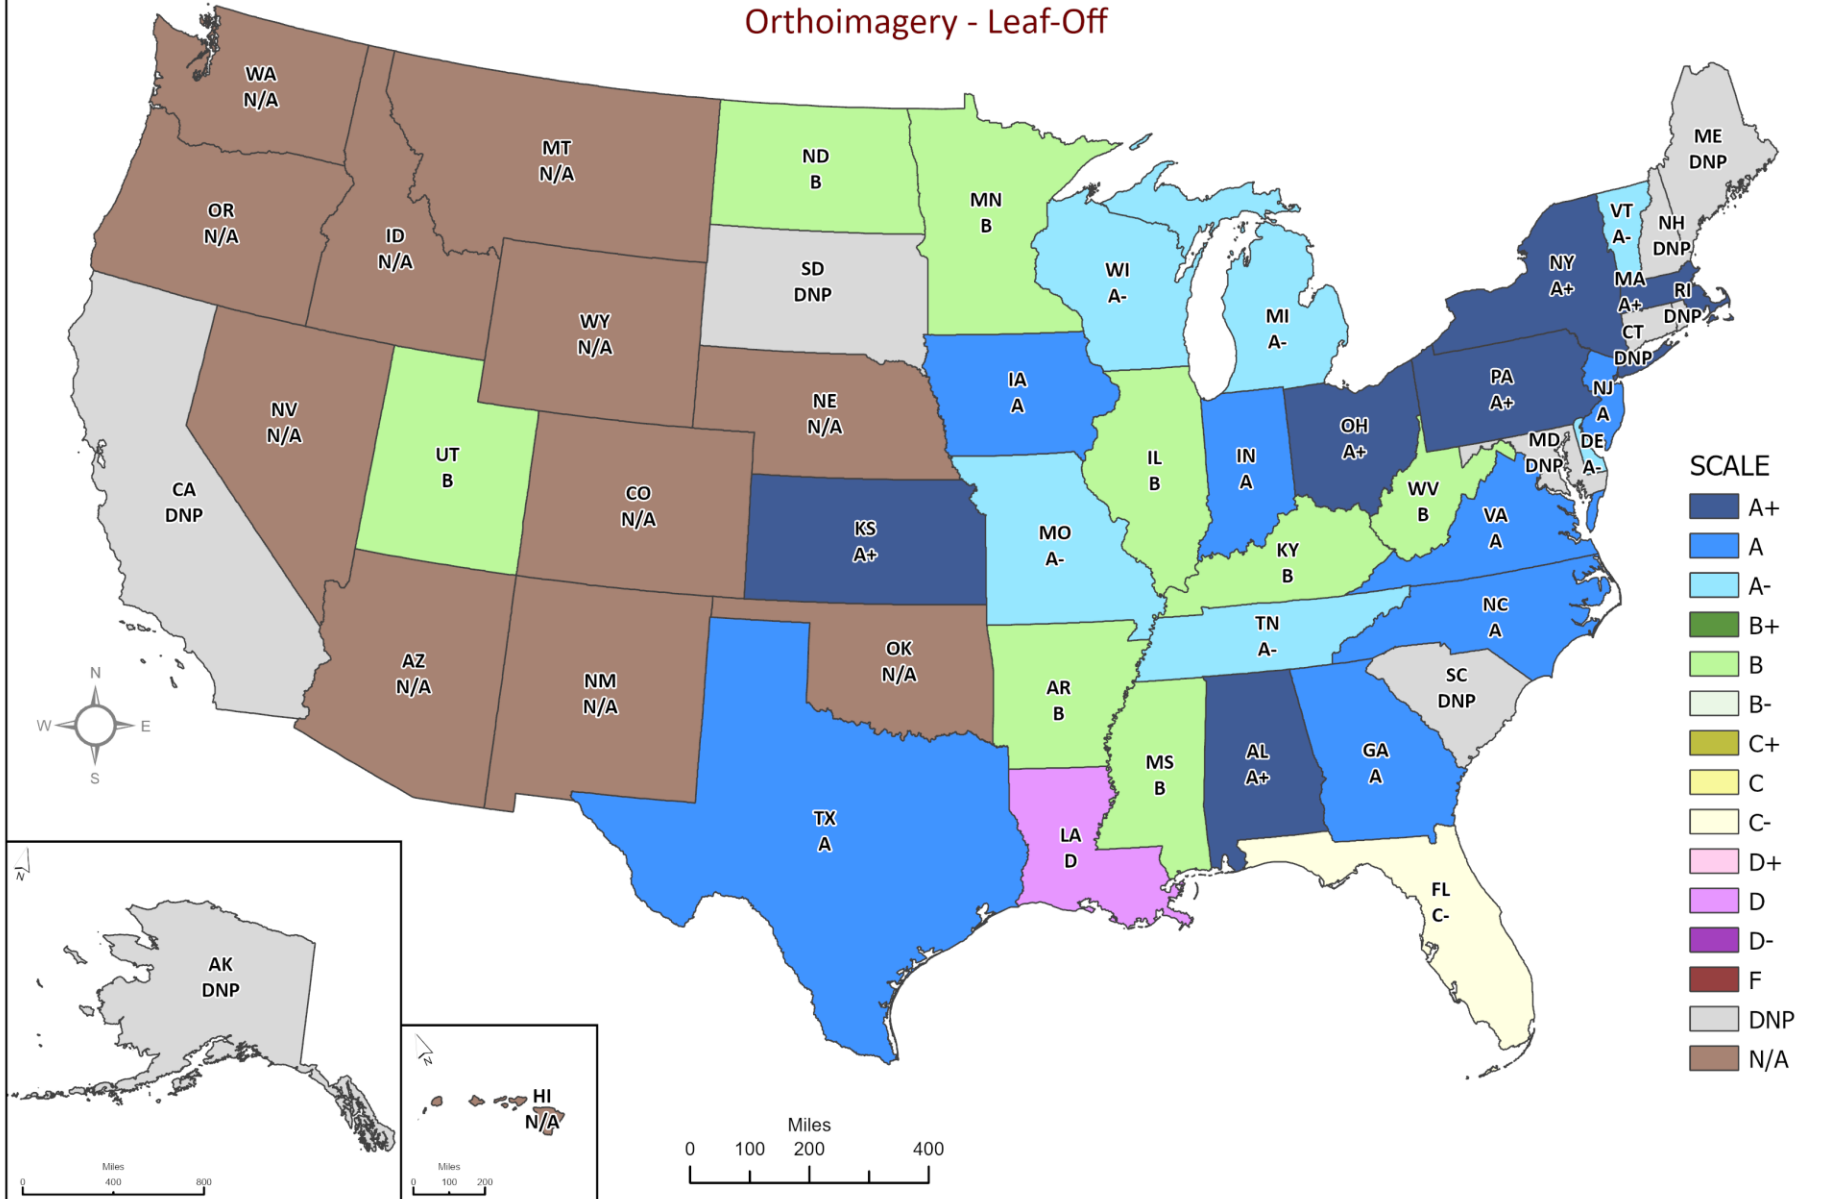 Orthoimagery - Leaf-Off
WA
N/A
OR
N/A
ID
N/A
MT
N/A
WY
N/A
ND
B
SD
DNP
MN
B
WI
A-
MI
A-
NE
N/A
IA
A
NV
N/A
UT
B
CA
DNP
CO
N/A
KS
A+
MO
A-
IL
B
IN
A
OH
A+
KY
B
WV
B
VA
A
PA
A+
NY
A+
VT
A-
NH
DNP
ME
DNP
MA
A+
RI
DNP
CT
DNP
NJ
A
DE
A-
MD
DNP
NC
A
TN
A-
SC
DNP
AZ
N/A
NM
N/A
OK
N/A
AR
B
TX
A
LA
D
MS
B
AL
A+
GA
A
FL
C-
AK
DNP
HI
N/A
N
W E
S
N
N
SCALE
A+
A
A-
B+
B
B-
C+
C
C-
D+
D
D-
F
DNP
N/A
Miles
0 100 200 400
Miles
0 400 800
Miles
0 100 200